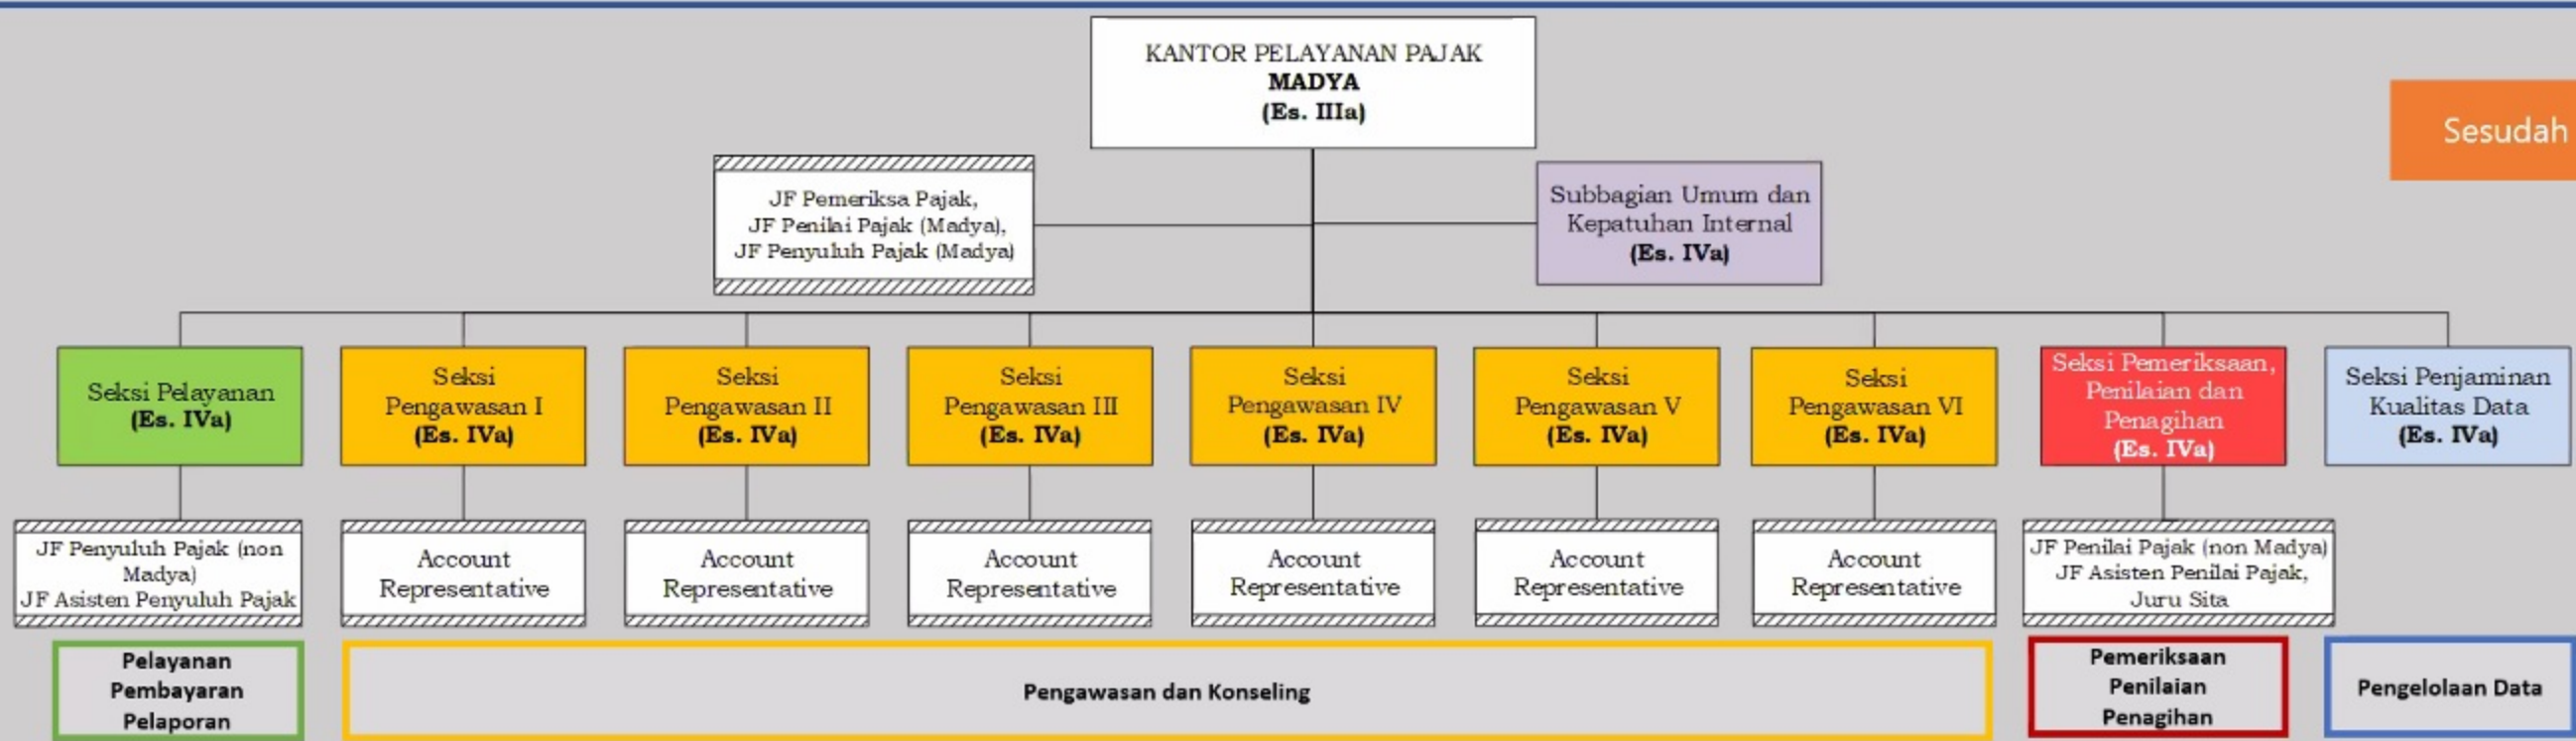 KANTOR PELAYANAN PAJAK
MADYA
(Es. IIIa)
Sesudah
JF Pemeriksa Pajak,
JF Penilai Pajak (Madya),
JF Penyuluh Pajak (Madya)
Subbagian Umum dan
Kepatuhan Internal
(Es. IVa)
Seksi Pelayanan
(Es. IVa)
Seksi
Pengawasan I
(Es. IVa)
Seksi
Pengawasan II
(Es. IVa)
Seksi
Pengawasan III
(Es. IVa)
Seksi
Pengawasan IV
(Es. IVa)
Seksi
Pengawasan V
(Es. IVa)
Seksi
Pengawasan VI
(Es. IVa)
Seksi Pemeriksaan,
Penilaian dan
Penagihan
(Es. IVa)
Seksi Penjaminan
Kualitas Data
(Es. IVa)
JF Penyuluh Pajak (non
Madya)
JF Asisten Penyuluh Pajak
Account
Representative
Account
Representative
Account
Representative
Account
Representative
Account
Representative
Account
Representative
JF Penilai Pajak (non Madya)
JF Asisten Penilai Pajak,
Juru Sita
Pelayanan
Pembayaran
Pelaporan
Pengawasan dan Konseling
Pemeriksaan
Penilaian
Penagihan
Pengelolaan Data